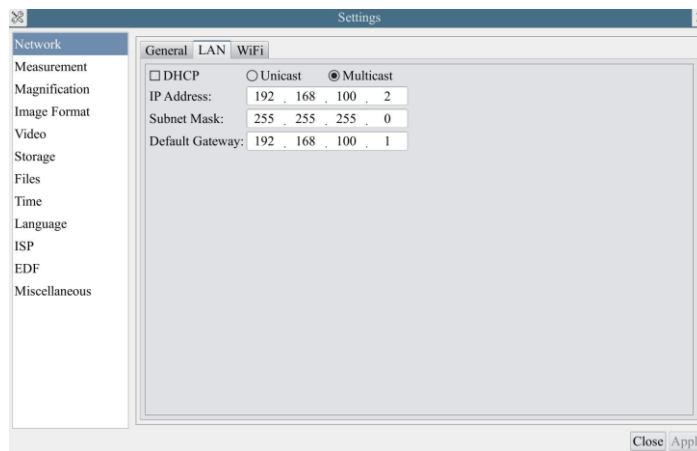 Settings
Network
Measurement
Magnification
Image Format
Video
Storage
Files
Time
Language
ISP
EDF
Miscellaneous
General LAN WiFi
DHCP Unicast Multicast
IP Address: 192 . 168 . 100 . 2
Subnet Mask: 255 . 255 . 255 . 0
Default Gateway: 192 . 168 . 100 . 1
Close Appl